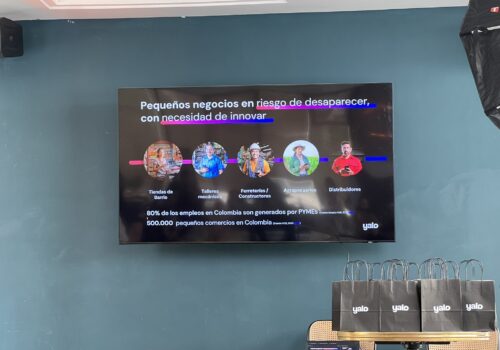 Pequeños negocios en riesgo de desaparecer,
con necesidad de innovar
Tiendas de
Barrio
Talleres
mecánicos
Ferreterías /
Constructores
Agropecuarios
Distribuidores
80% de los empleos en Colombia son generados por PYMEs
500.000 pequeños comercios en Colombia
yalo
yalo
yalo
yalo
yalo